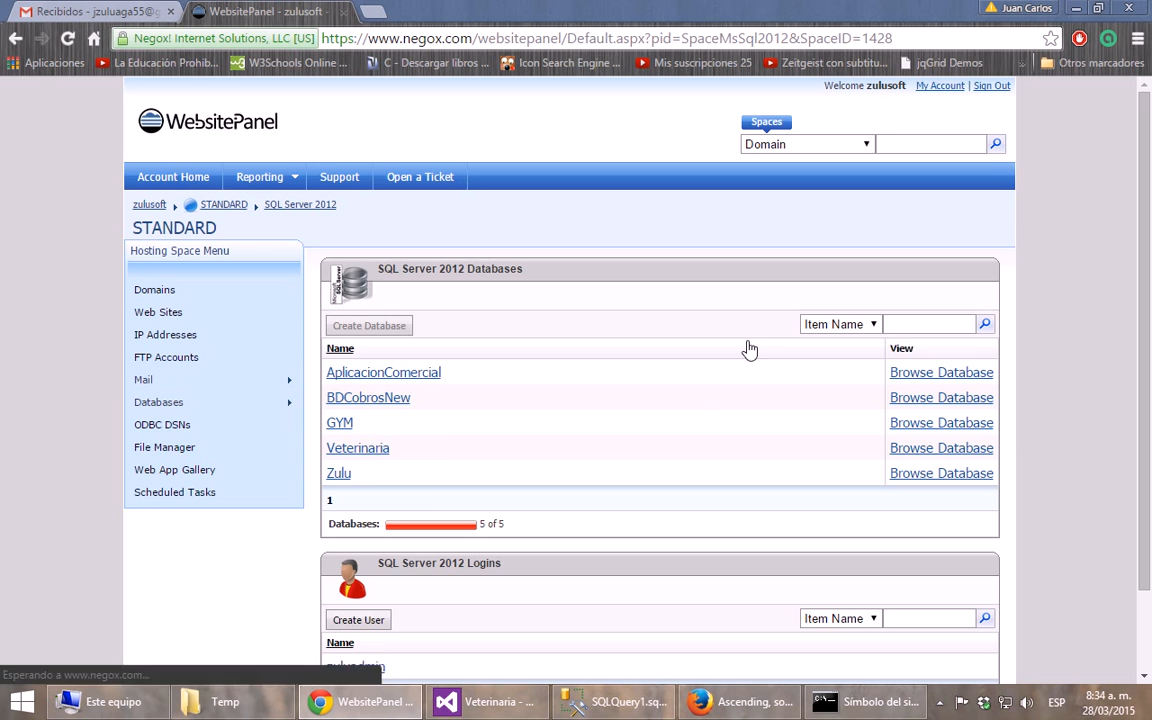 Recibidos - jzuluaga55@g
WebsitePanel - zulusoft -
Juan Carlos
Negox! Internet Solutions, LLC [US]
https://www.negox.com/websitepanel/Default.aspx?pid=SpaceMsSql2012&SpaceID=1428
Aplicaciones
La Educación Prohib...
W3Schools Online ...
C - Descargar libros ...
Icon Search Engine ...
Mis suscripciones 25
Zeitgeist con subtitu...
jqGrid Demos
Otros marcadores
Welcome zulusoft My Account | Sign Out
WebsitePanel
Spaces
Domain
Account Home
Reporting
Support
Open a Ticket
zulusoft
STANDARD
SQL Server 2012
STANDARD
Hosting Space Menu
Domains
Web Sites
IP Addresses
FTP Accounts
Mail
Databases
ODBC DSNs
File Manager
Web App Gallery
Scheduled Tasks
SQL Server 2012 Databases
Create Database
Item Name
Name View
AplicacionComercial Browse Database
BDCobrosNew Browse Database
GYM Browse Database
Veterinaria Browse Database
Zulu Browse Database
1
Databases: 5 of 5
SQL Server 2012 Logins
Create User
Item Name
Name
zuluadmin
Esperando a www.negox.com...
Este equipo
Temp
WebsitePanel ...
Veterinaria - ...
SQLQuery1.sq...
Ascending, so...
Símbolo del si...
ESP
8:34 a. m.
28/03/2015